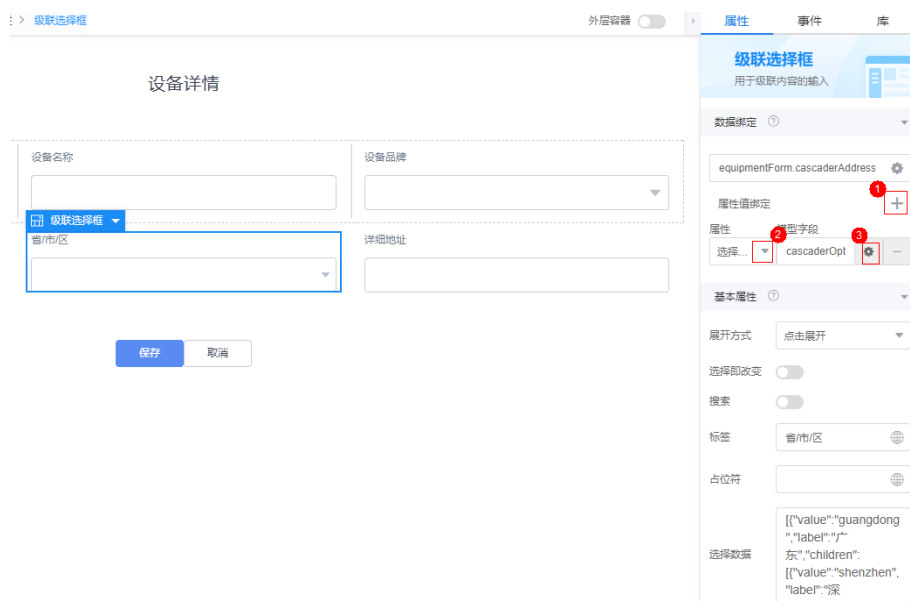 > 级联选择框
外层容器
属性 事件 库
级联选择框
用于级联内容的输入
设备详情
数据绑定
设备名称
设备品牌
equipmentForm.cascaderAddress
1
属性值绑定
级联选择框
省/市/区
详细地址
属性
2
型字段
3
选择...
cascaderOpt
基本属性
展开方式
点击展开
保存
取消
选择即改变
搜索
标签
省/市/区
占位符
选择数据
[{"value":"guangdong
","label":"广
东","children":
[{"value":"shenzhen",
"label":"深